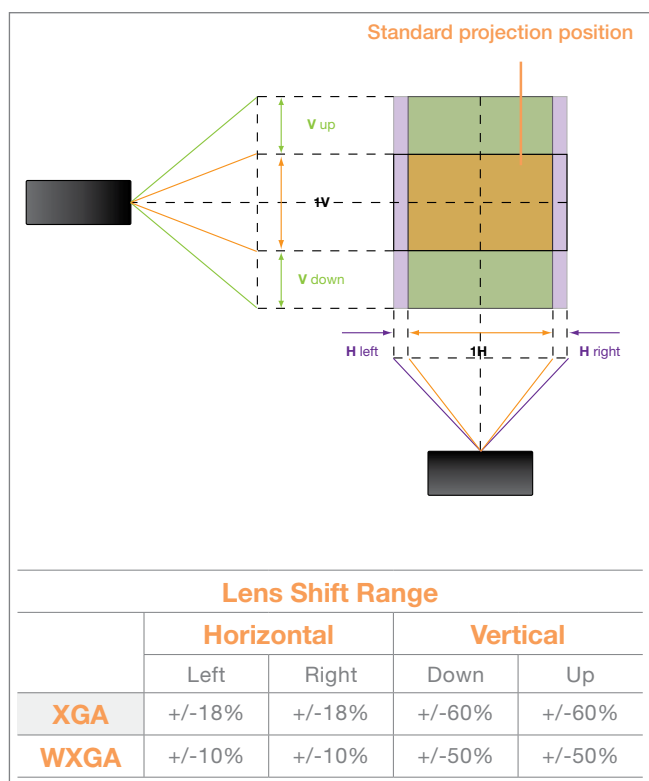 Standard projection position
V up
1V
V down
H left
1H
H right
Lens Shift Range
Horizontal Vertical
Left Right Down Up
XGA +/-18% +/-18% +/-60% +/-60%
WXGA +/-10% +/-10% +/-50% +/-50%